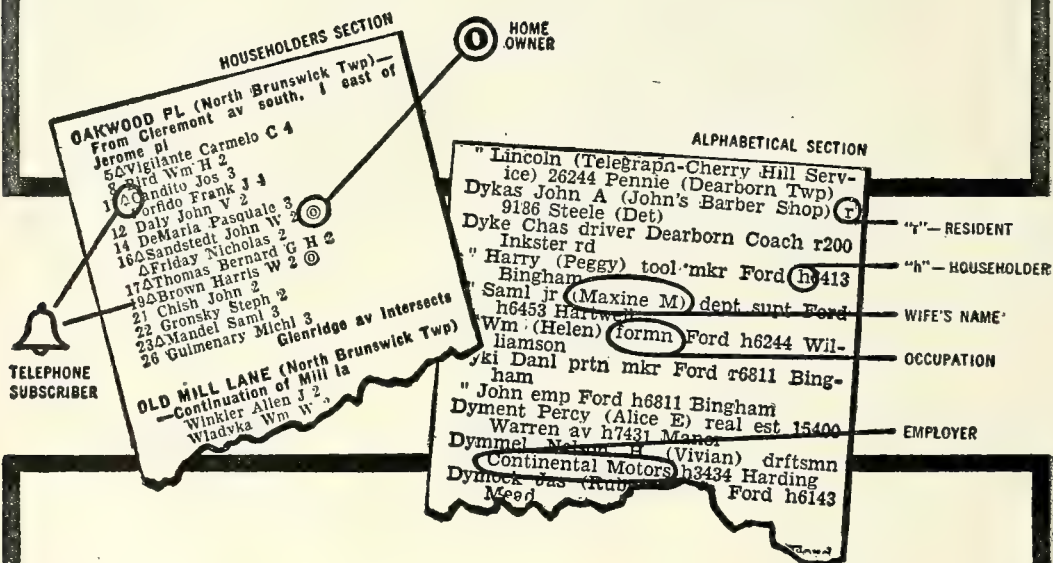 HOUSEHOLDERS SECTION
O
HOME
OWNER
OAKWOOD PL (North Brunswick Twp)—
From Cleremont av south, 1 east of
Jerome pl
5△Vigilante Carmelo C 4
8 Bird Wm H 2
△Candito Jos 3
Porfido Frank J 4
12 Daly John V 2
14 DeMaria Pasquale 3
16△Sandstedt John W 2 ⓞ
△Friday Nicholas 2
17△Thomas Bernard G H 2
19△Brown Harris W 2 ⓞ
21 Chish John 2
22 Gronsky Steph 2
23△Mandel Saml 3
26 Gulmenary Michl 3
Glenridge av Intersects
OLD MILL LANE (North Brunswick Twp)
—Continuation of Mill la
Winkler Allen J 2
Wladyka Wm W
TELEPHONE
SUBSCRIBER
ALPHABETICAL SECTION
" Lincoln (Telegraph-Cherry Hill Serv-
ice) 26244 Pennie (Dearborn Twp)
Dykas John A (John's Barber Shop) r
9186 Steele (Det)
Dyke Chas driver Dearborn Coach r200
Inkster rd
" Harry (Peggy) tool mkr Ford h6413
Bingham
" Saml jr (Maxine M) dept supt Ford
h6453 Hartwell
" Wm (Helen) formn Ford h6244 Wil-
liamson
Dyki Danl prtn mkr Ford r6811 Bing-
ham
" John emp Ford h6811 Bingham
Dyment Percy (Alice E) real est 15400
Warren av h7431 Manor
Dymmel Nelson H (Vivian) drftsmn
Continental Motors h3434 Harding
Dymock Jas Ford h6143
Mead
"r"—RESIDENT
"h"—HOUSEHOLDER
WIFE'S NAME
OCCUPATION
EMPLOYER